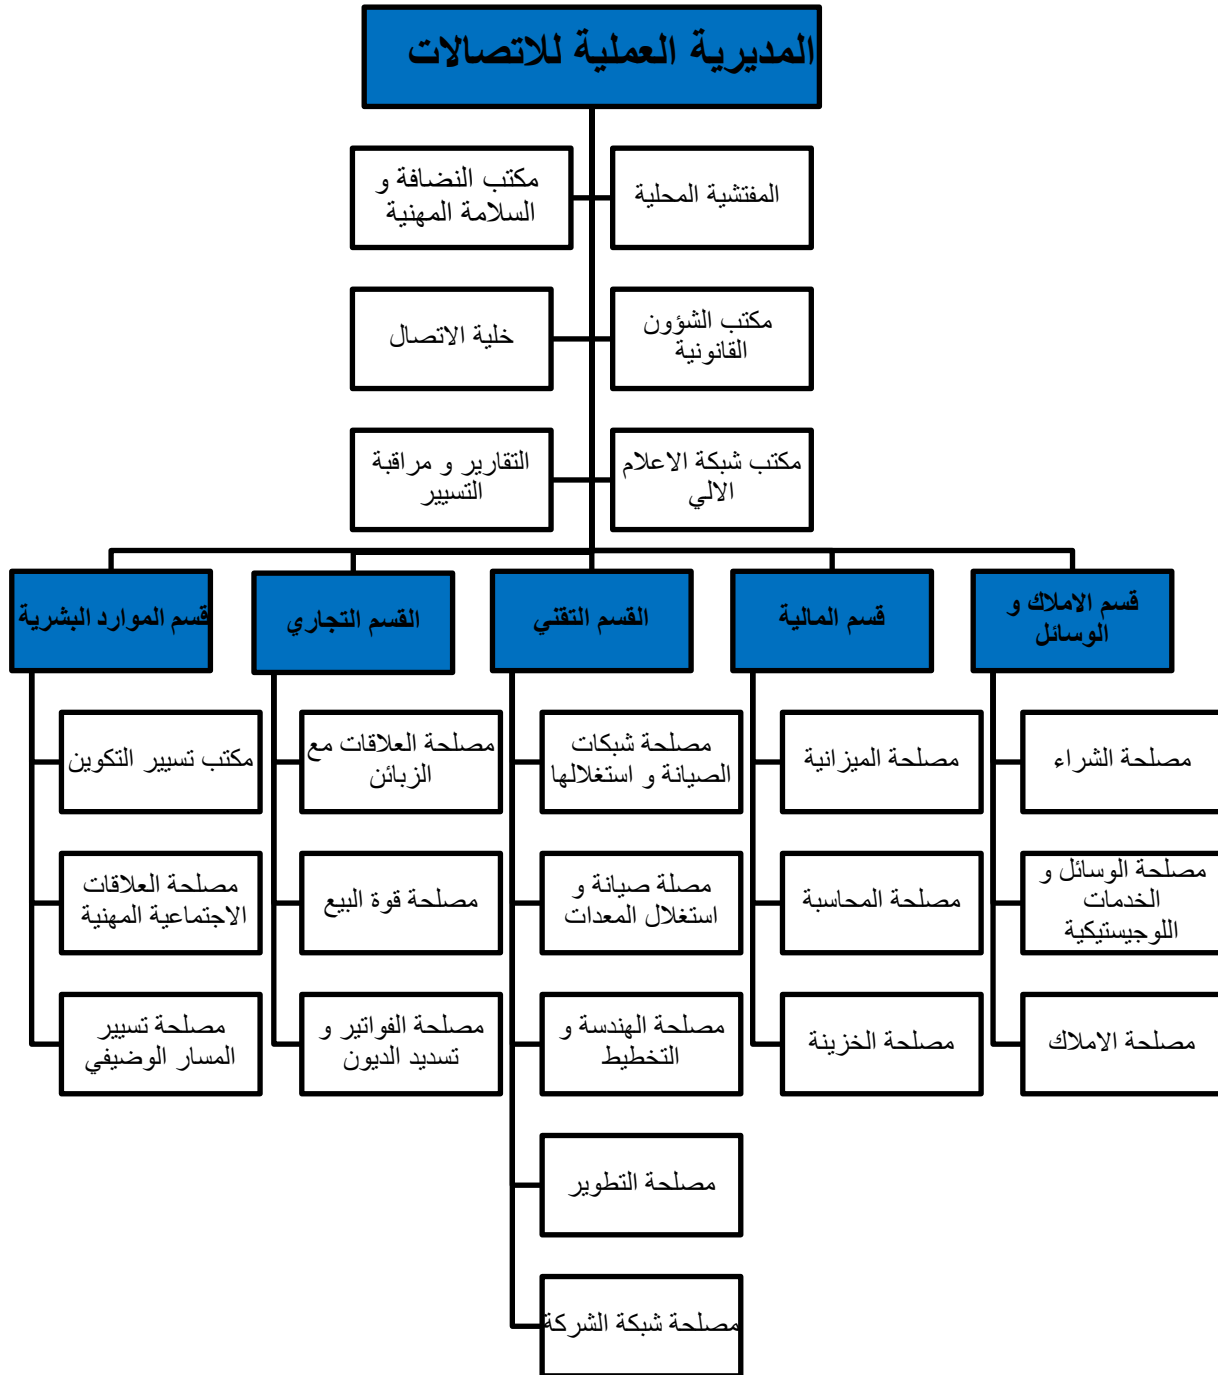 المديرية العملية للاتصالات
المفتشية المحلية
مكتب النضافة و
السلامة المهنية
مكتب الشؤون
القانونية
خلية الاتصال
مكتب شبكة الاعلام
الالي
التقارير و مراقبة
التسيير
قسم الاملاك و
الوسائل
قسم المالية
القسم التقني
القسم التجاري
قسم الموارد البشرية
مصلحة الشراء
مصلحة الميزانية
مصلحة شبكات
الصيانة و استغلالها
مصلحة العلاقات مع
الزبائن
مكتب تسيير التكوين
مصلحة الوسائل و
الخدمات
اللوجيستيكية
مصلحة المحاسبة
مصلة صيانة و
استغلال المعدات
مصلحة قوة البيع
مصلحة العلاقات
الاجتماعية المهنية
مصلحة الاملاك
مصلحة الخزينة
مصلحة الهندسة و
التخطيط
مصلحة الفواتير و
تسديد الديون
مصلحة تسيير
المسار الوضيفي
مصلحة التطوير
مصلحة شبكة الشركة